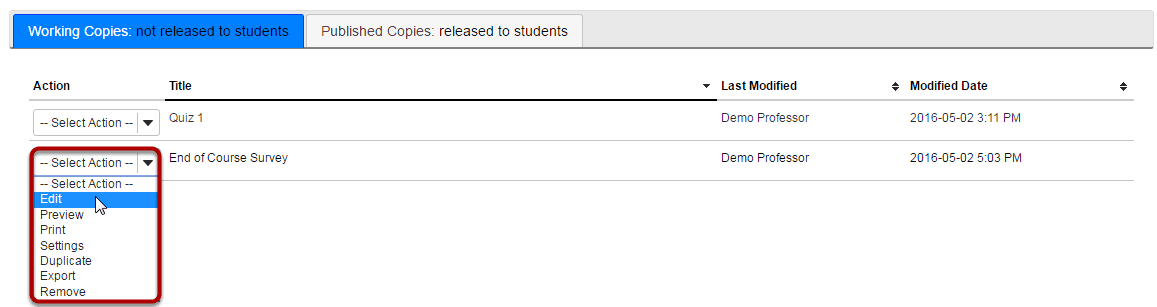 Working Copies: not released to students Published Copies: released to students
Action Title Last Modified Modified Date
-- Select Action -- Quiz 1 Demo Professor 2016-05-02 3:11 PM
-- Select Action -- End of Course Survey Demo Professor 2016-05-02 5:03 PM
-- Select Action --
Edit
Preview
Print
Settings
Duplicate
Export
Remove